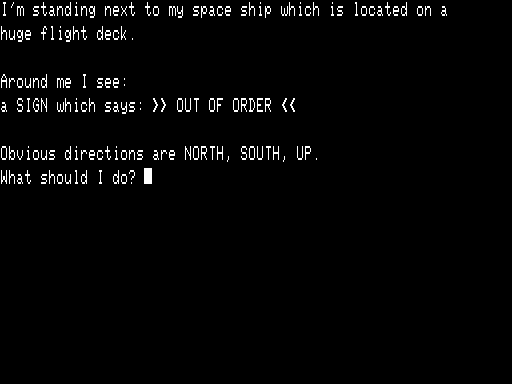 I'm standing next to my space ship which is located on a
huge flight deck.
Around me I see:
a SIGN which says: >> OUT OF ORDER <<
Obvious directions are NORTH, SOUTH, UP.
What should I do?